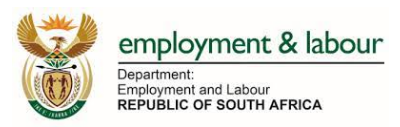 employment & labour
Department:
Employment and Labour
REPUBLIC OF SOUTH AFRICA